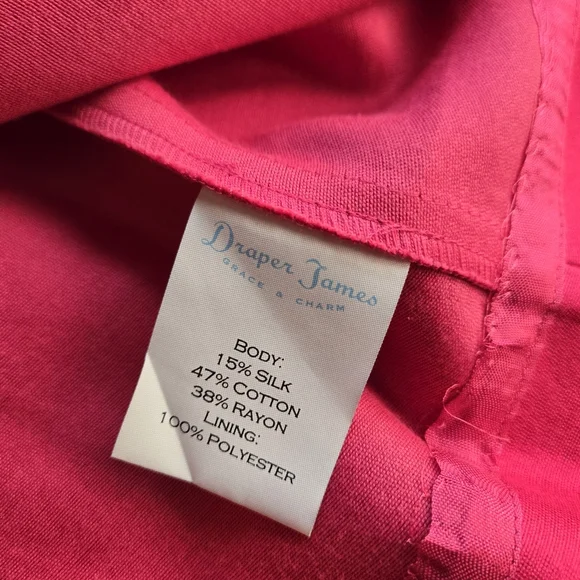 Draper James
GRACE & CHARM
BODY:
15% SILK
47% COTTON
38% RAYON
LINING:
100% POLYESTER